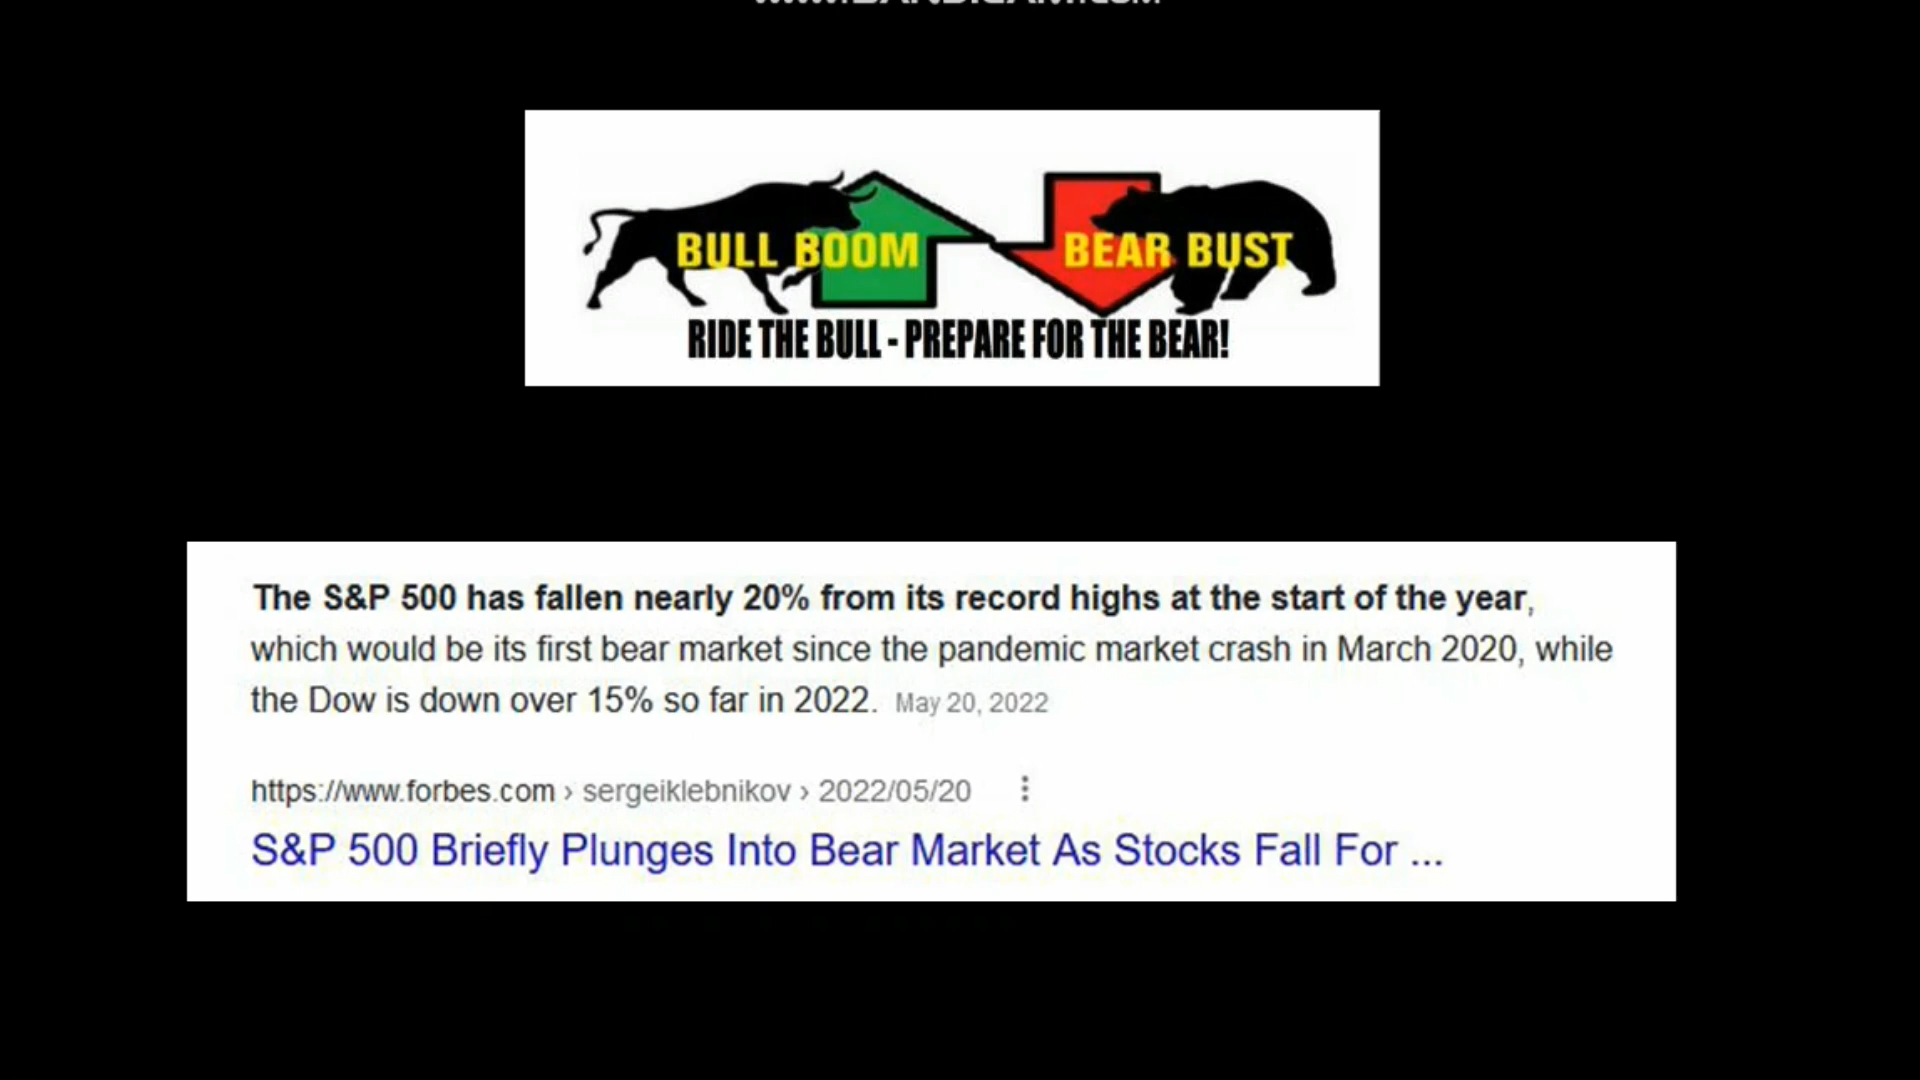 BULL BOOM
BEAR BUST
RIDE THE BULL - PREPARE FOR THE BEAR!
The S&P 500 has fallen nearly 20% from its record highs at the start of the year,
which would be its first bear market since the pandemic market crash in March 2020, while
the Dow is down over 15% so far in 2022. May 20, 2022
https://www.forbes.com › sergeiklebnikov › 2022/05/20
S&P 500 Briefly Plunges Into Bear Market As Stocks Fall For ...